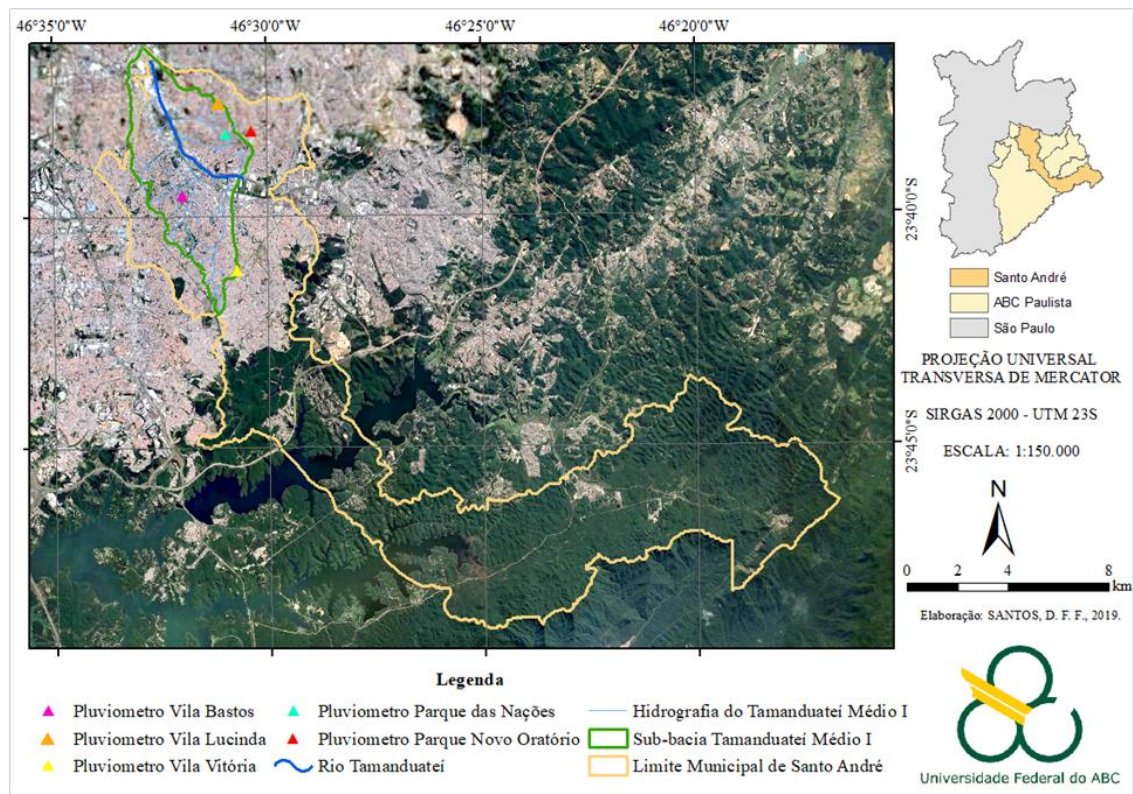 46°35'0"W
46°30'0"W
46°25'0"W
46°20'0"W
23°40'0"S
23°45'0"S
Santo André
ABC Paulista
São Paulo
PROJEÇÃO UNIVERSAL
TRANSVERSA DE MERCATOR
SIRGAS 2000 - UTM 23S
ESCALA: 1:150.000
N
0 2 4 8
km
Elaboração: SANTOS, D. F. F., 2019.
Legenda
Pluviometro Vila Bastos
Pluviometro Parque das Nações
Hidrografia do Tamanduateí Médio I
Pluviometro Vila Lucinda
Pluviometro Parque Novo Oratório
Sub-bacia Tamanduateí Médio I
Pluviometro Vila Vitória
Rio Tamanduateí
Limite Municipal de Santo André
Universidade Federal do ABC